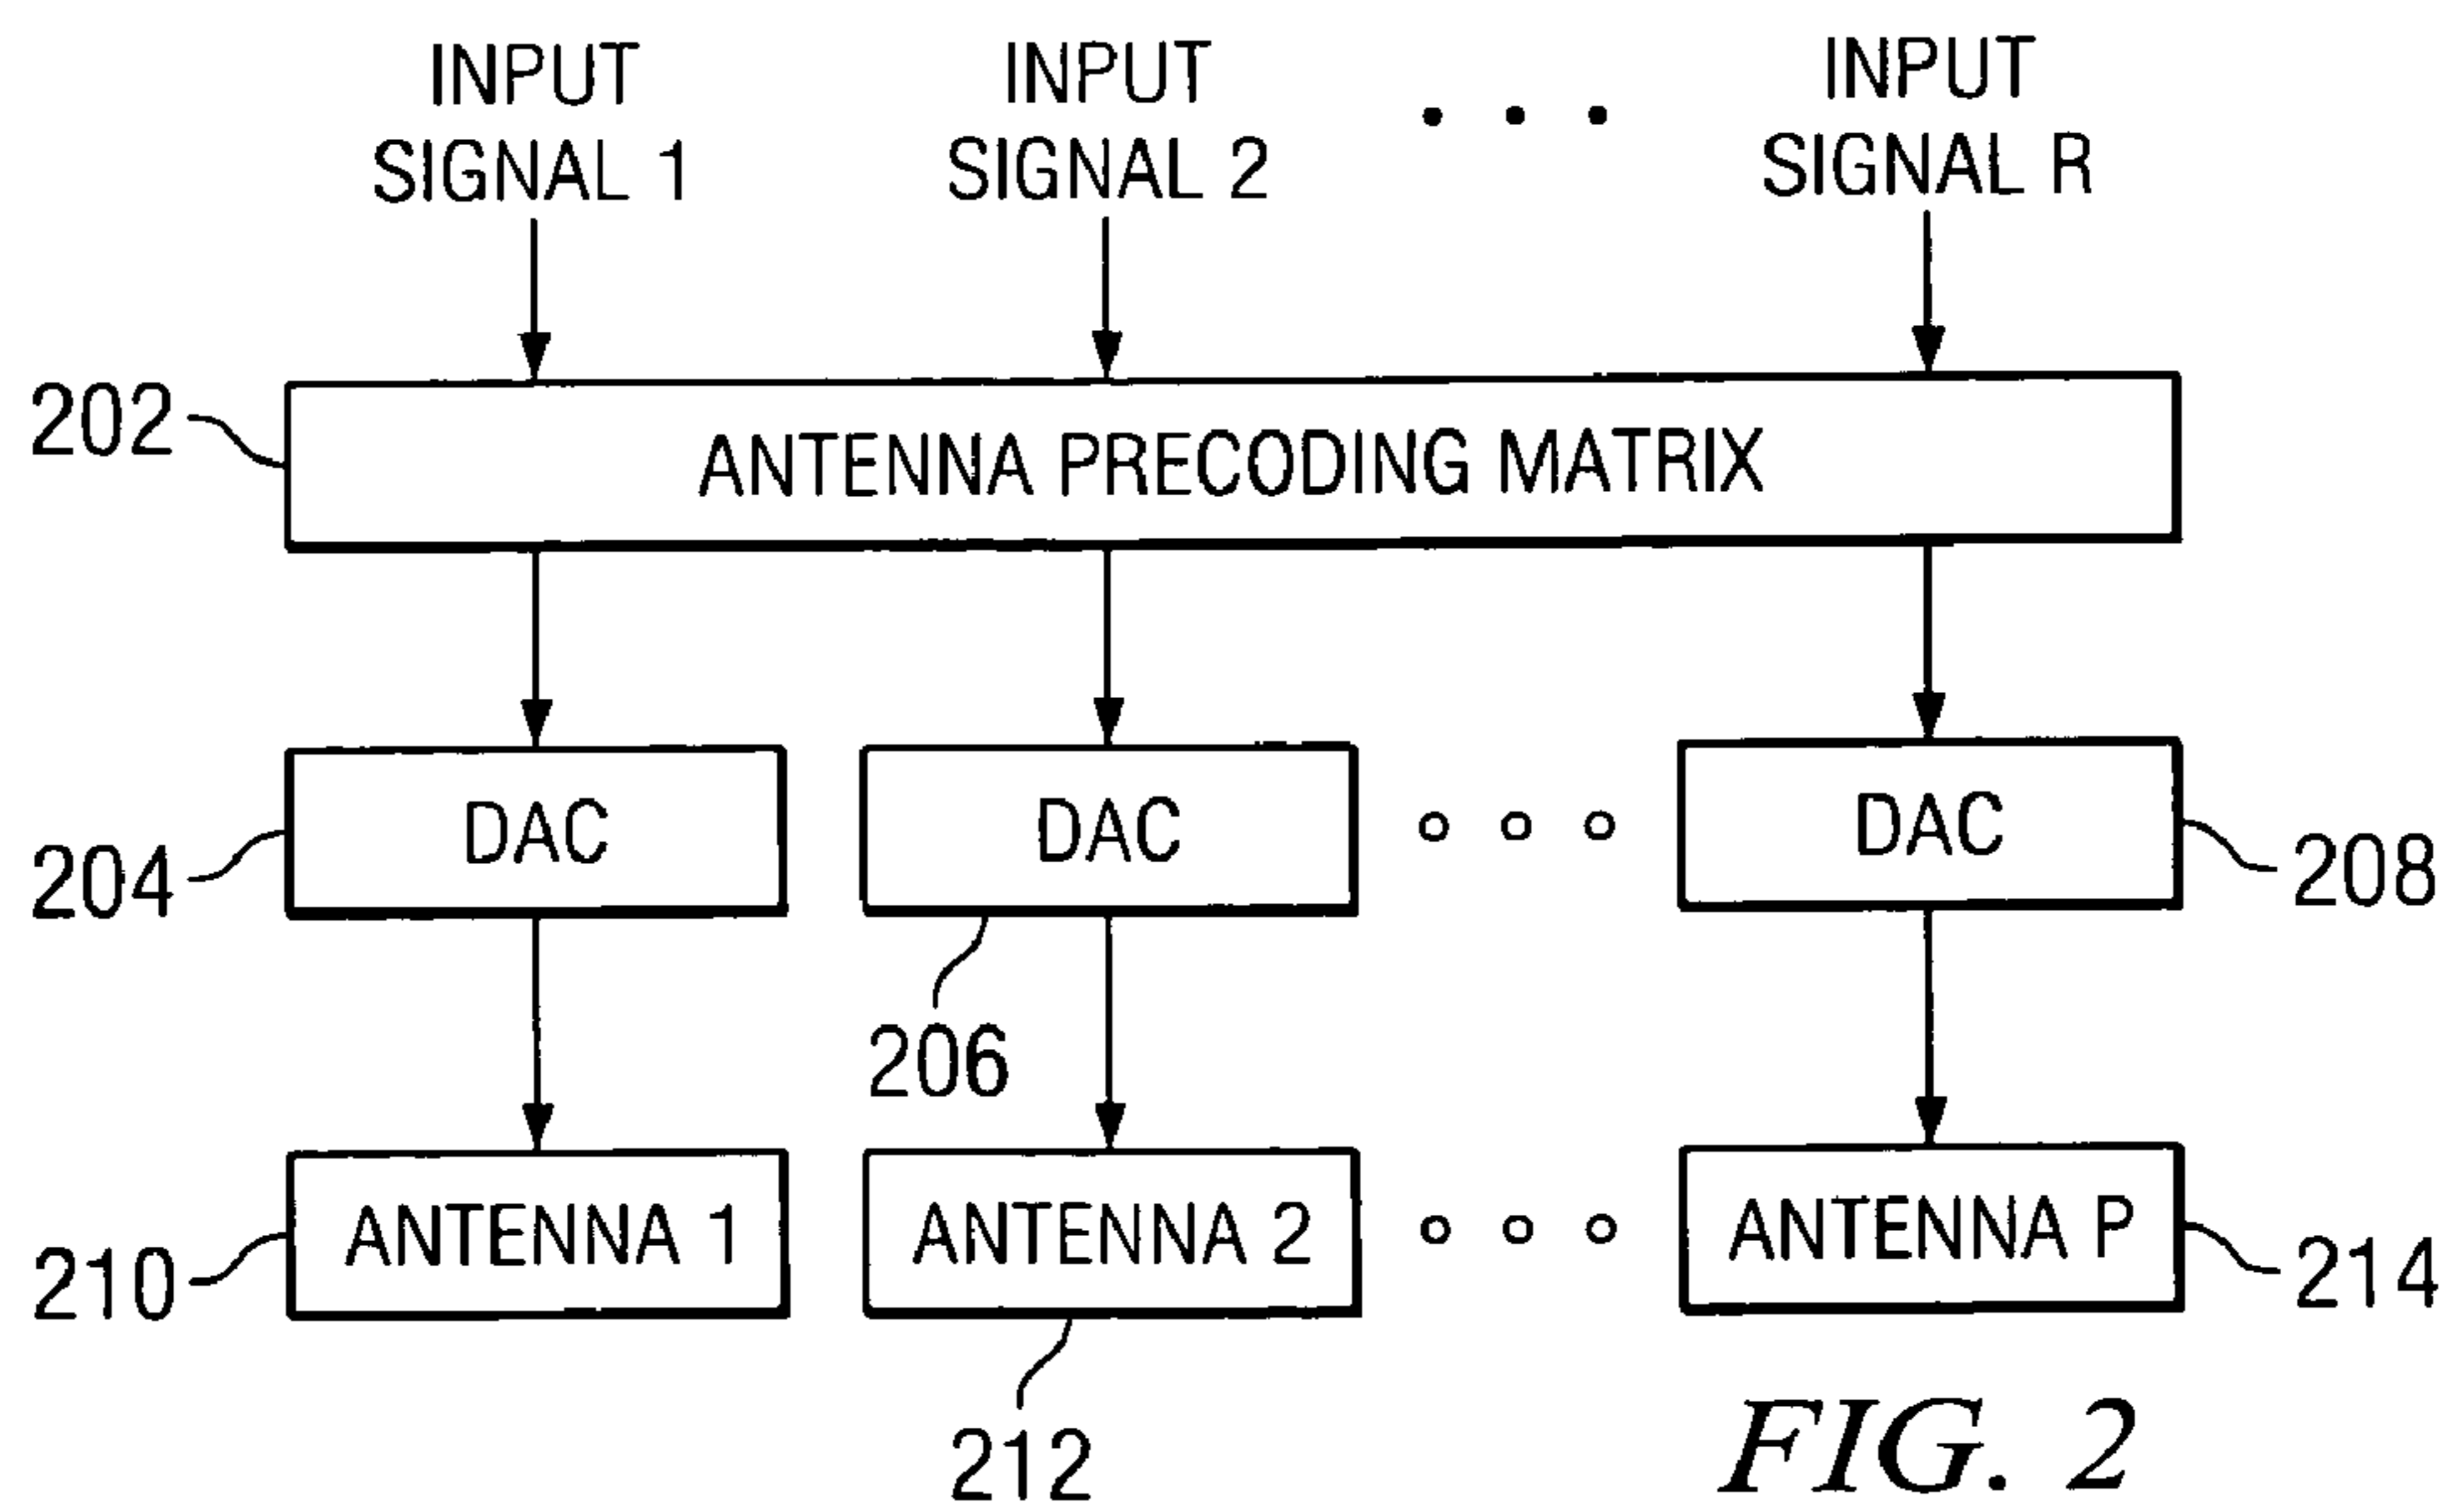 INPUT SIGNAL 1
INPUT SIGNAL 2
INPUT SIGNAL R
202
ANTENNA PRECODING MATRIX
204
DAC
DAC
DAC
208
206
210
ANTENNA 1
ANTENNA 2
ANTENNA P
214
212
FIG. 2